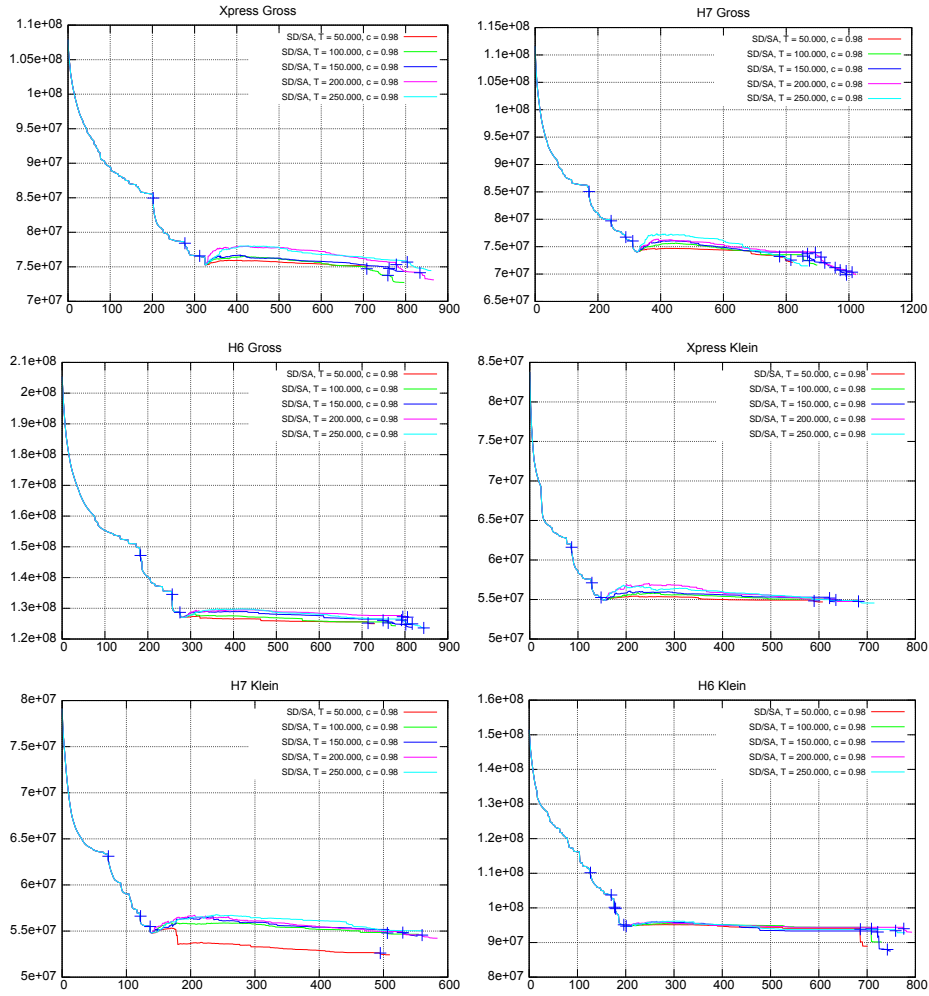 Xpress Gross
1.1e+08
1.05e+08
1e+08
9.5e+07
9e+07
8.5e+07
8e+07
7.5e+07
7e+07
0 100 200 300 400 500 600 700 800 900
SD/SA, T = 50.000, c = 0.98
SD/SA, T = 100.000, c = 0.98
SD/SA, T = 150.000, c = 0.98
SD/SA, T = 200.000, c = 0.98
SD/SA, T = 250.000, c = 0.98
H7 Gross
1.15e+08
1.1e+08
1.05e+08
1e+08
9.5e+07
9e+07
8.5e+07
8e+07
7.5e+07
7e+07
6.5e+07
0 200 400 600 800 1000 1200
SD/SA, T = 50.000, c = 0.98
SD/SA, T = 100.000, c = 0.98
SD/SA, T = 150.000, c = 0.98
SD/SA, T = 200.000, c = 0.98
SD/SA, T = 250.000, c = 0.98
H6 Gross
2.1e+08
2e+08
1.9e+08
1.8e+08
1.7e+08
1.6e+08
1.5e+08
1.4e+08
1.3e+08
1.2e+08
0 100 200 300 400 500 600 700 800 900
SD/SA, T = 50.000, c = 0.98
SD/SA, T = 100.000, c = 0.98
SD/SA, T = 150.000, c = 0.98
SD/SA, T = 200.000, c = 0.98
SD/SA, T = 250.000, c = 0.98
Xpress Klein
8.5e+07
8e+07
7.5e+07
7e+07
6.5e+07
6e+07
5.5e+07
5e+07
0 100 200 300 400 500 600 700 800
SD/SA, T = 50.000, c = 0.98
SD/SA, T = 100.000, c = 0.98
SD/SA, T = 150.000, c = 0.98
SD/SA, T = 200.000, c = 0.98
SD/SA, T = 250.000, c = 0.98
H7 Klein
8e+07
7.5e+07
7e+07
6.5e+07
6e+07
5.5e+07
5e+07
0 100 200 300 400 500 600
SD/SA, T = 50.000, c = 0.98
SD/SA, T = 100.000, c = 0.98
SD/SA, T = 150.000, c = 0.98
SD/SA, T = 200.000, c = 0.98
SD/SA, T = 250.000, c = 0.98
H6 Klein
1.6e+08
1.5e+08
1.4e+08
1.3e+08
1.2e+08
1.1e+08
1e+08
9e+07
8e+07
0 100 200 300 400 500 600 700 800
SD/SA, T = 50.000, c = 0.98
SD/SA, T = 100.000, c = 0.98
SD/SA, T = 150.000, c = 0.98
SD/SA, T = 200.000, c = 0.98
SD/SA, T = 250.000, c = 0.98